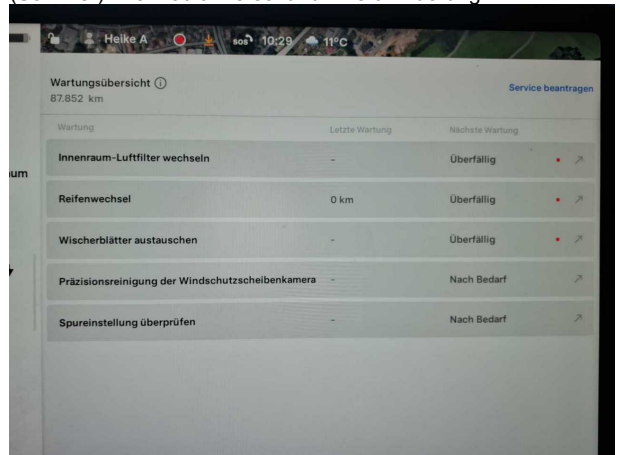 Heike A sos 10:29 11°C
Wartungsübersicht
87.852 km
Service beantragen
Wartung Letzte Wartung Nächste Wartung
Innenraum-Luftfilter wechseln - Überfällig
um
Reifenwechsel 0 km Überfällig
Wischerblätter austauschen - Überfällig
Präzisionsreinigung der Windschutzscheibenkamera - Nach Bedarf
Spureinstellung überprüfen - Nach Bedarf